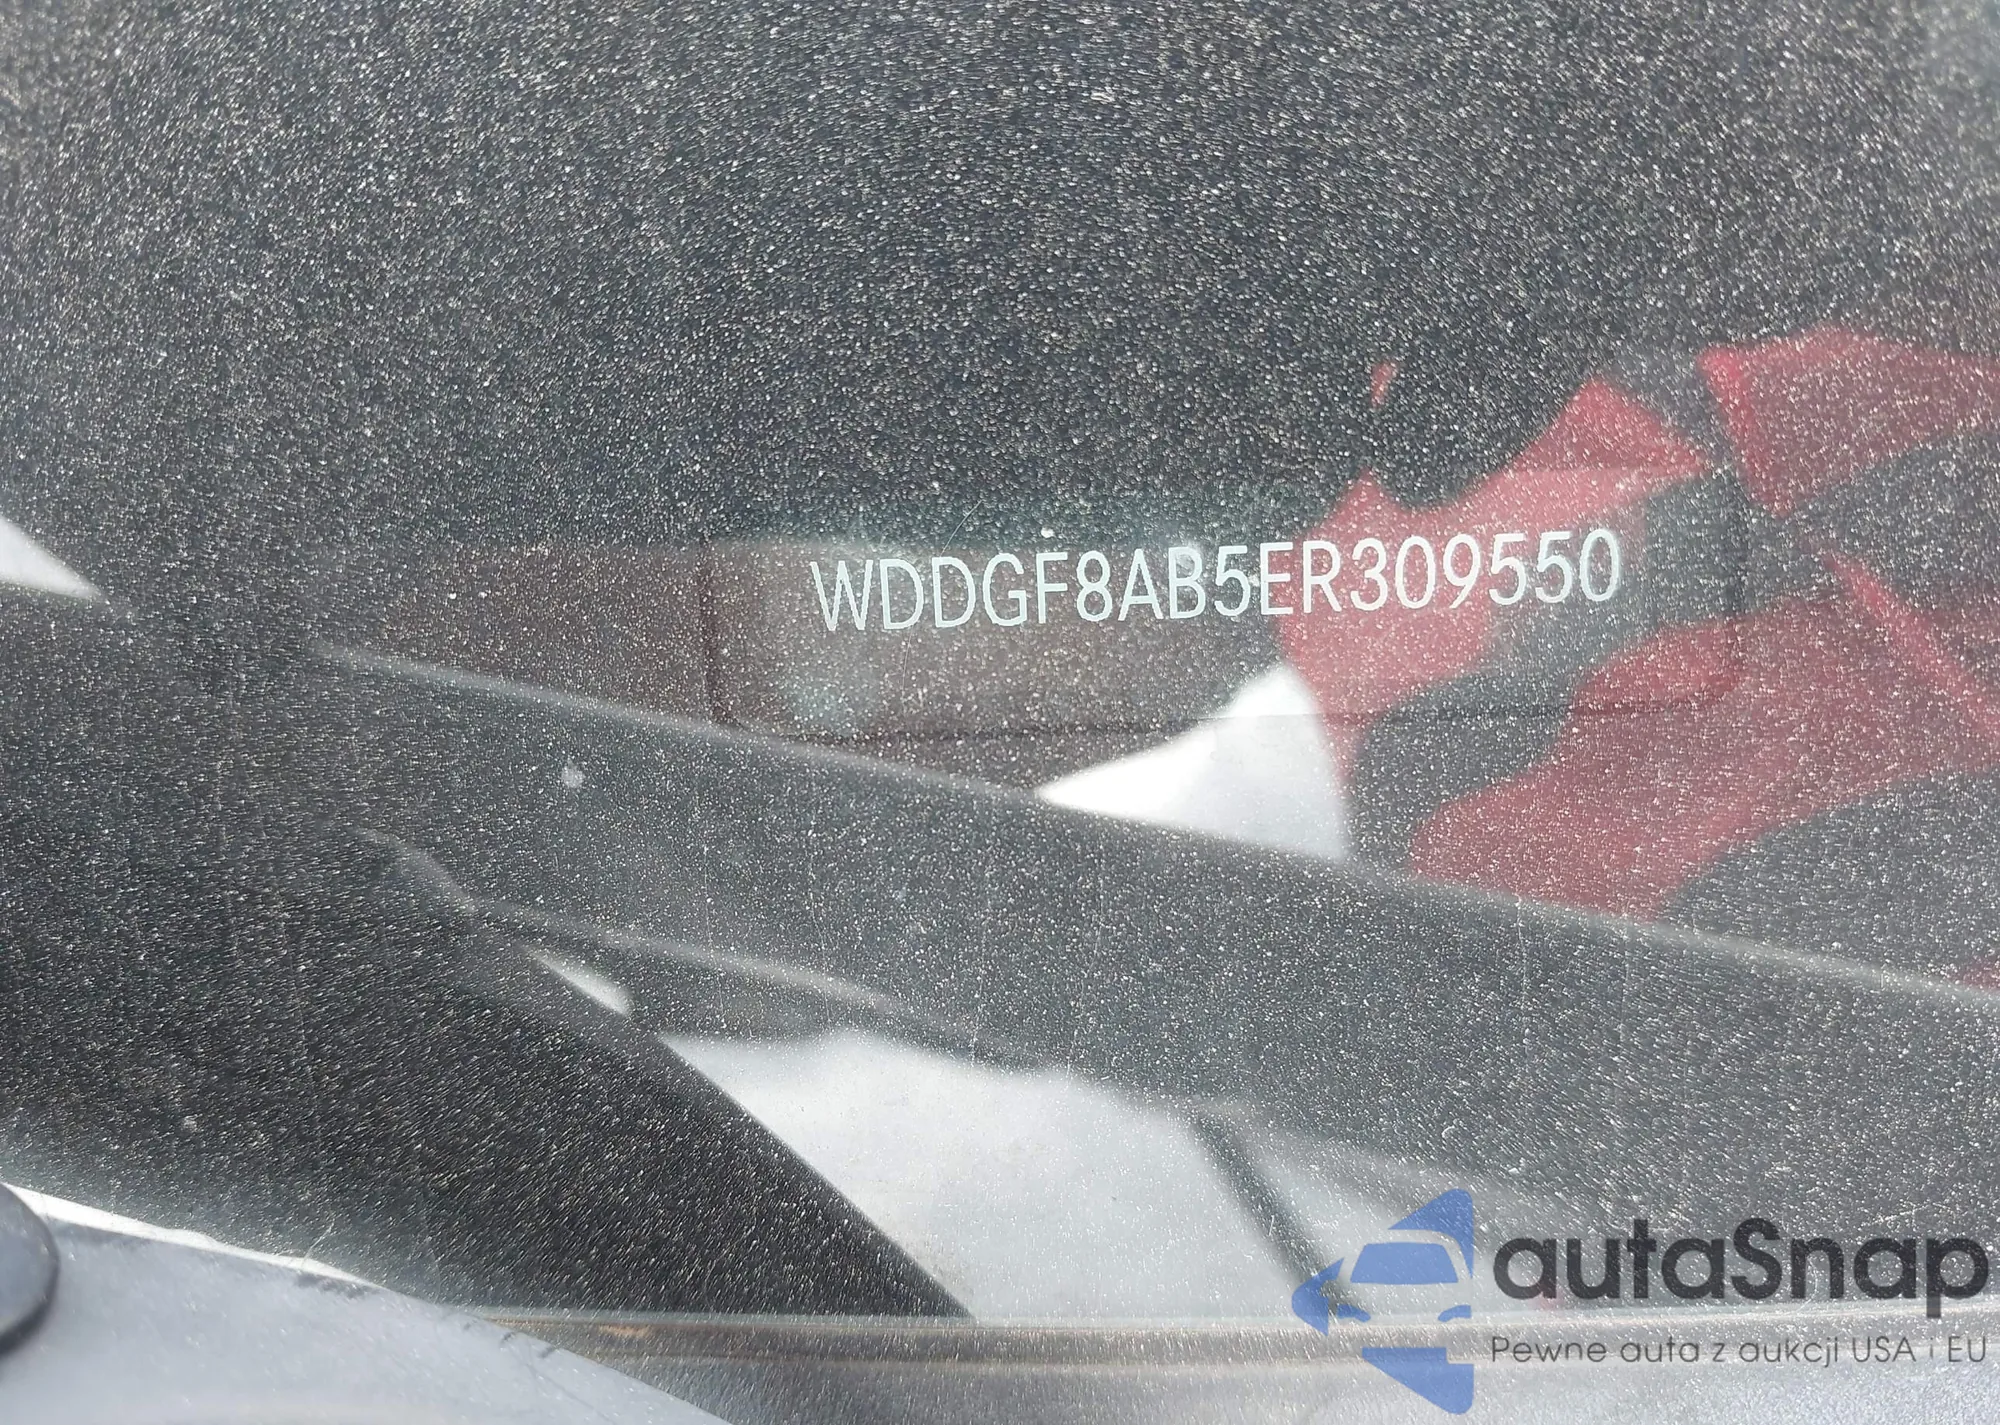 WDDGF8AB5ER309550
autaSnap
Pewne auta z aukcji USA i EU